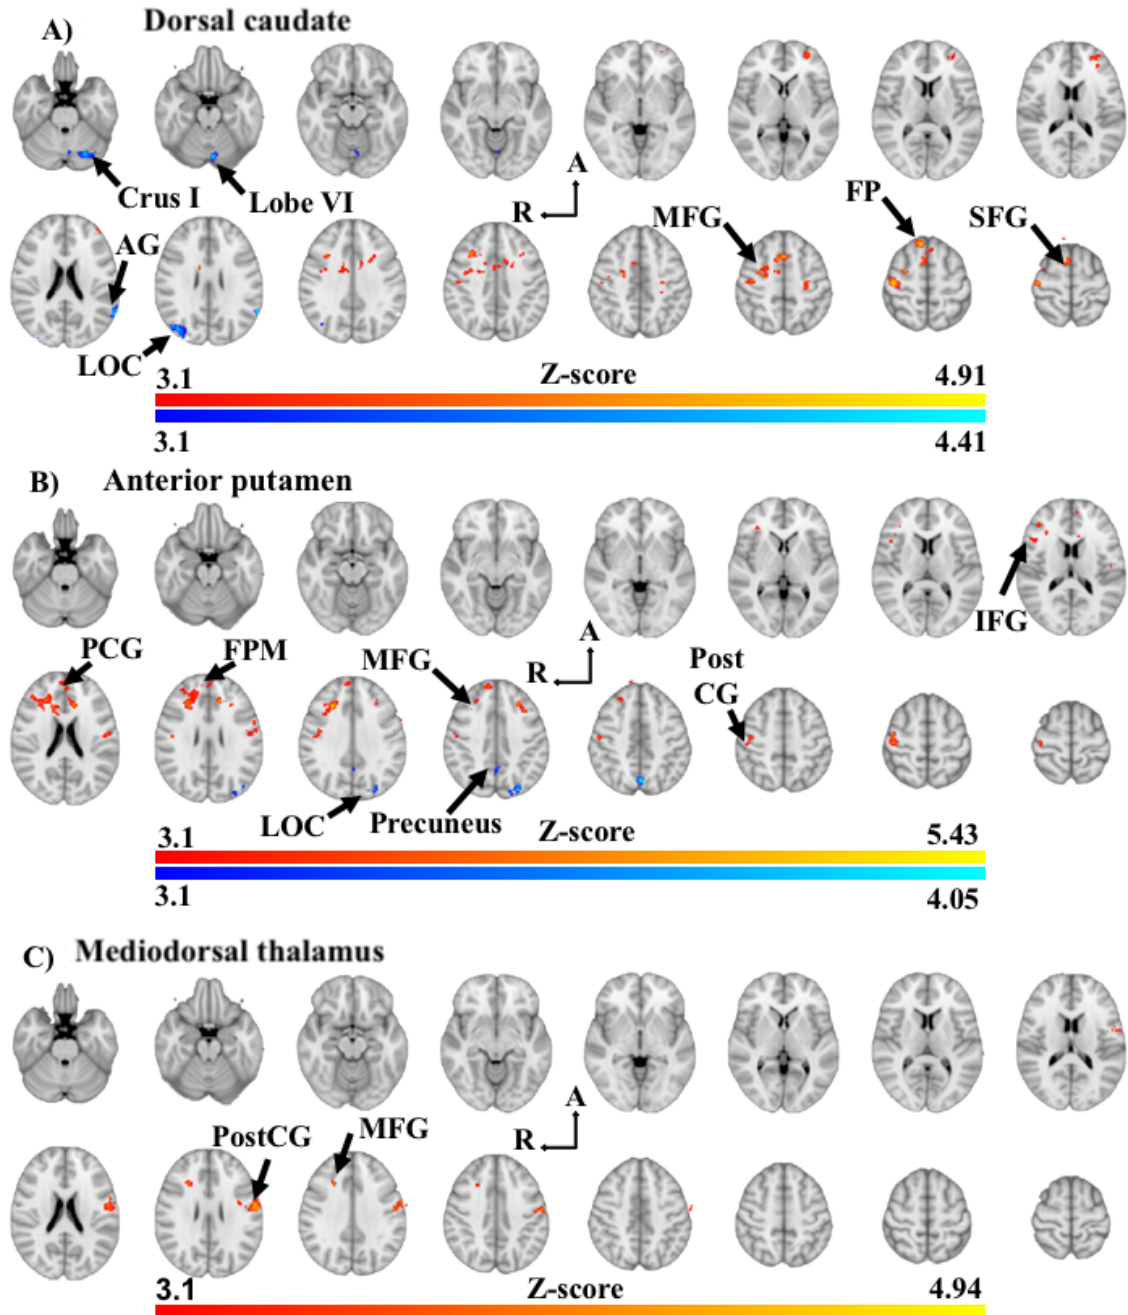 A) Dorsal caudate
Crus I
Lobe VI
A
R
MFG
FP
SFG
AG
LOC
3.1 Z-score 4.91
3.1 4.41
B) Anterior putamen
IFG
A
R
PCG
FPM
MFG
Post
CG
LOC
Precuneus
3.1 Z-score 5.43
3.1 4.05
C) Mediodorsal thalamus
A
R
PostCG
MFG
3.1 Z-score 4.94